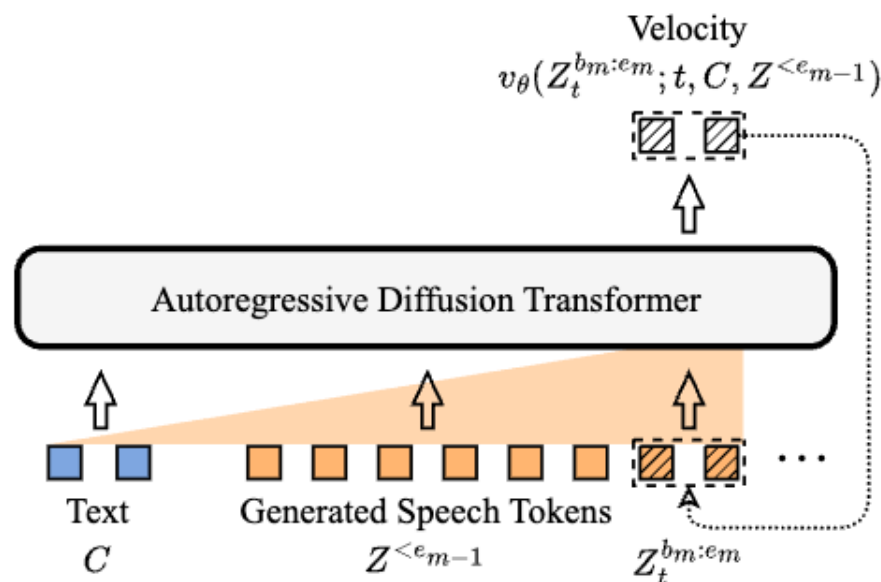 Velocity
v_θ(Z_t^{b_m:e_m}; t, C, Z^{<e_{m-1}})
Autoregressive Diffusion Transformer
...
Text Generated Speech Tokens
C Z^{<e_{m-1}} Z_t^{b_m:e_m}